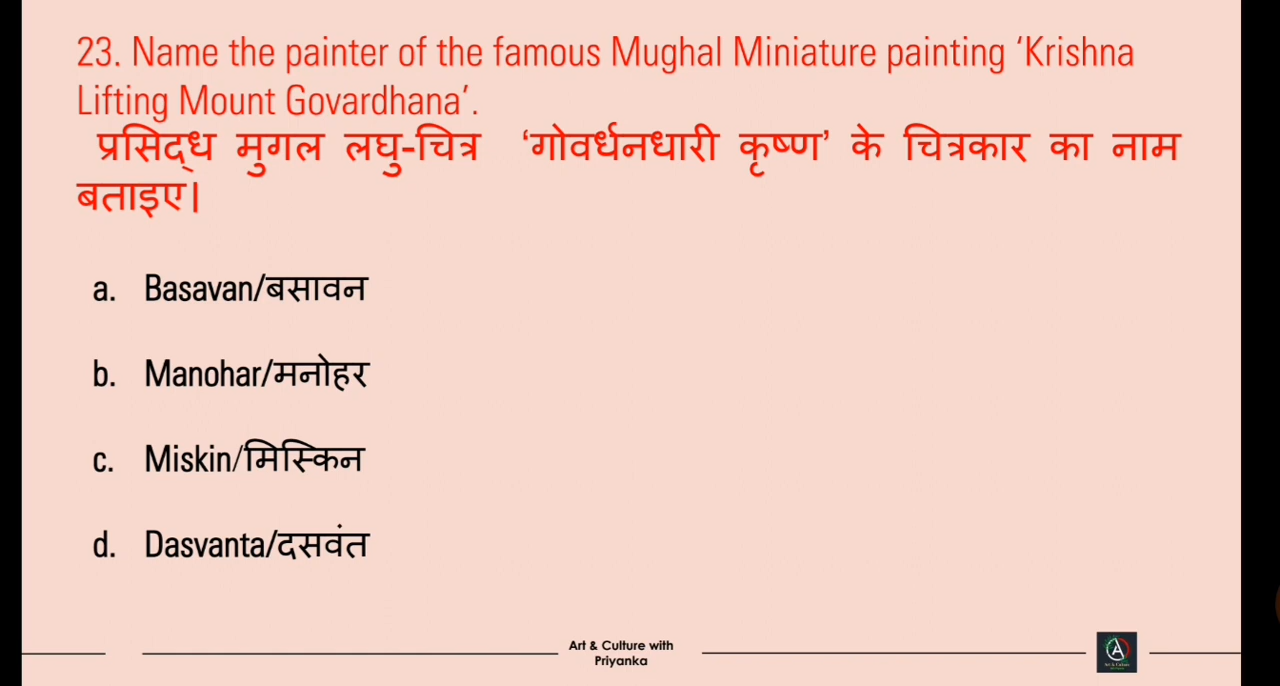 23. Name the painter of the famous Mughal Miniature painting ‘Krishna
Lifting Mount Govardhana’.
प्रसिद्ध मुगल लघु-चित्र ‘गोवर्धनधारी कृष्ण’ के चित्रकार का नाम
बताइए।
a. Basavan/बसावन
b. Manohar/मनोहर
c. Miskin/मिस्किन
d. Dasvanta/दसवंत
Art & Culture with
Priyanka